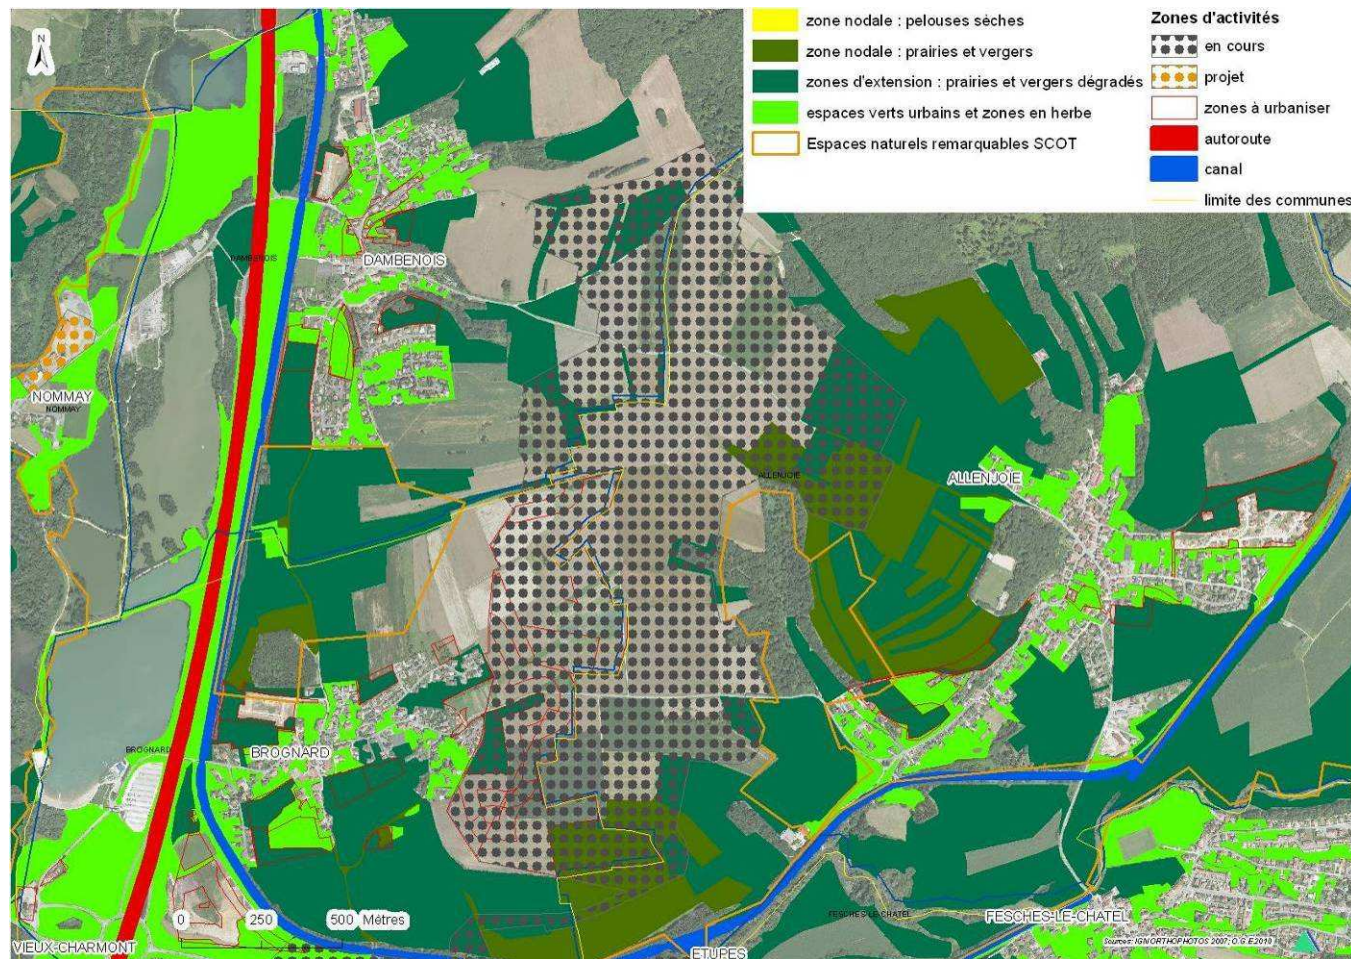 N
zone nodale : pelouses sèches
zone nodale : prairies et vergers
zones d'extension : prairies et vergers dégradés
espaces verts urbains et zones en herbe
Espaces naturels remarquables SCOT
Zones d'activités
en cours
projet
zones à urbaniser
autoroute
canal
limite des communes
DAMBENOIS
DAMBENOIS
NOMMAY
NOMMAY
ALLENJOIE
ALLENJOIE
BROGNARD
BROGNARD
0 250 500 Mètres
VIEUX-CHARMONT
ETUPES
FESCHES-LE-CHATEL
FESCHES-LE-CHATEL
Sources: IGN ORTHOPHOTOS 2007; O.G.E 2010